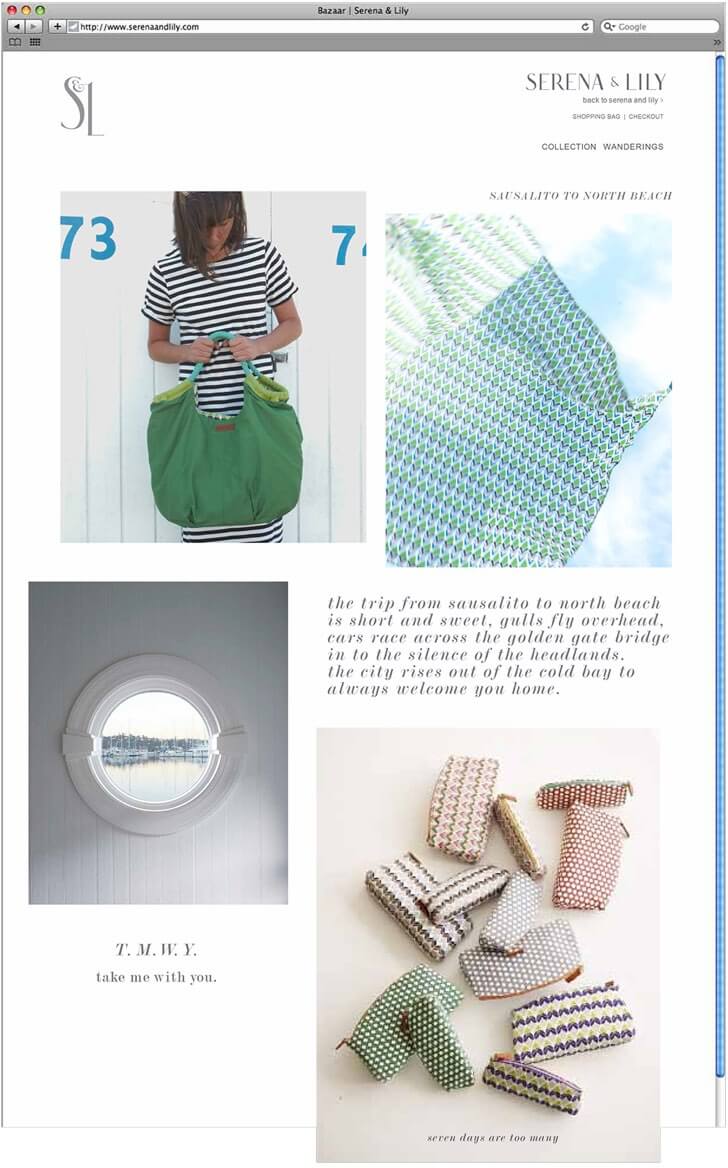 Bazaar | Serena & Lily
http://www.serenaandlily.com
Google
S&L
SERENA & LILY
back to serena and lily >
SHOPPING BAG | CHECKOUT
COLLECTION WANDERINGS
SAUSALITO TO NORTH BEACH
73
74
the trip from sausalito to north beach
is short and sweet, gulls fly overhead,
cars race across the golden gate bridge
in to the silence of the headlands.
the city rises out of the cold bay to
always welcome you home.
T. M. W. Y.
take me with you.
seven days are too many